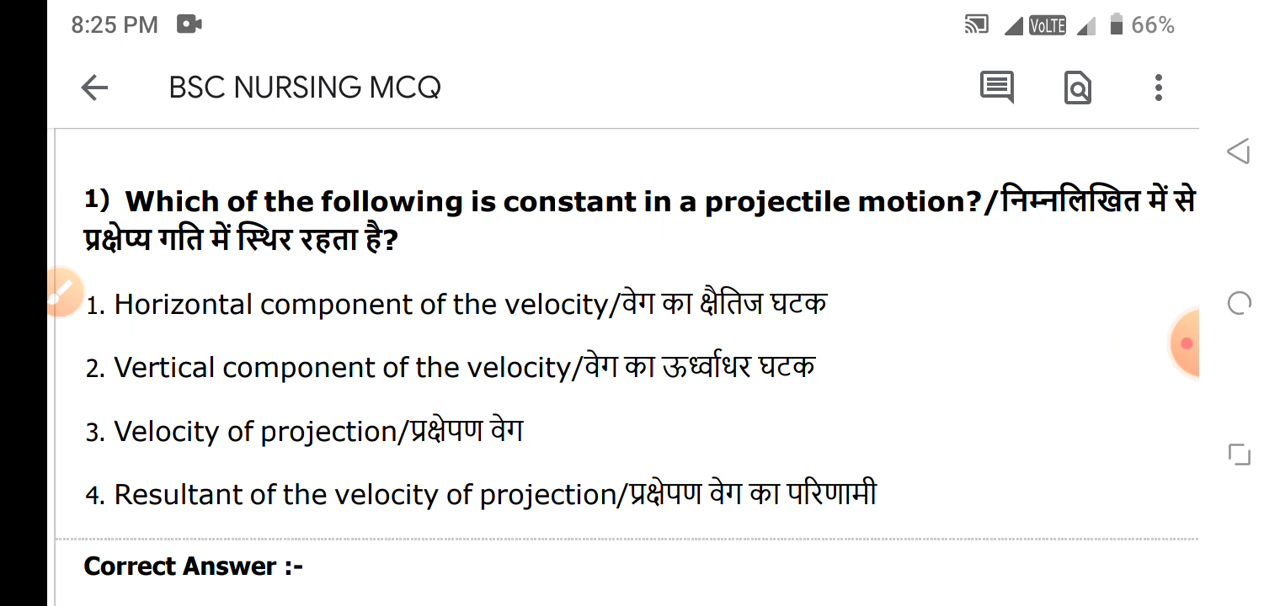 8:25 PM
VoLTE
66%
BSC NURSING MCQ
1) Which of the following is constant in a projectile motion?/निम्नलिखित में से
प्रक्षेप्य गति में स्थिर रहता है?
1. Horizontal component of the velocity/वेग का क्षैतिज घटक
2. Vertical component of the velocity/वेग का ऊर्ध्वाधर घटक
3. Velocity of projection/प्रक्षेपण वेग
4. Resultant of the velocity of projection/प्रक्षेपण वेग का परिणामी
Correct Answer :-